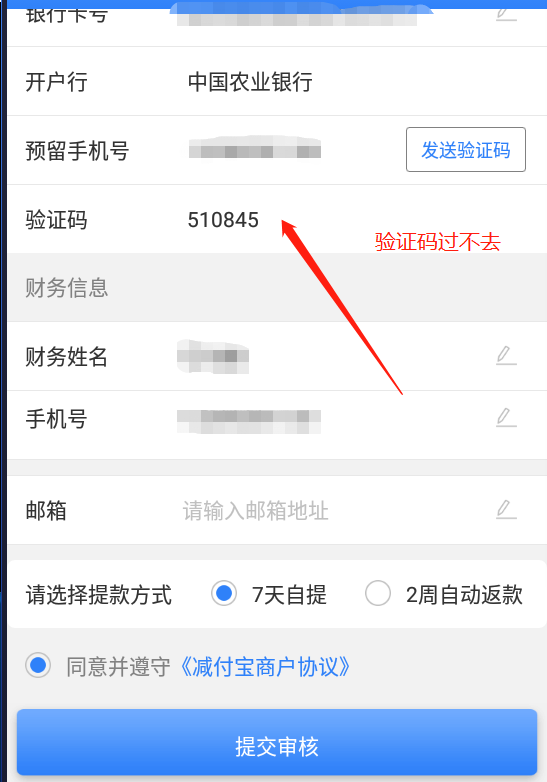 银行卡号
开户行 中国农业银行
预留手机号 发送验证码
验证码 510845
验证码过不去
财务信息
财务姓名
手机号
邮箱 请输入邮箱地址
请选择提款方式 7天自提 2周自动返款
同意并遵守《减付宝商户协议》
提交审核